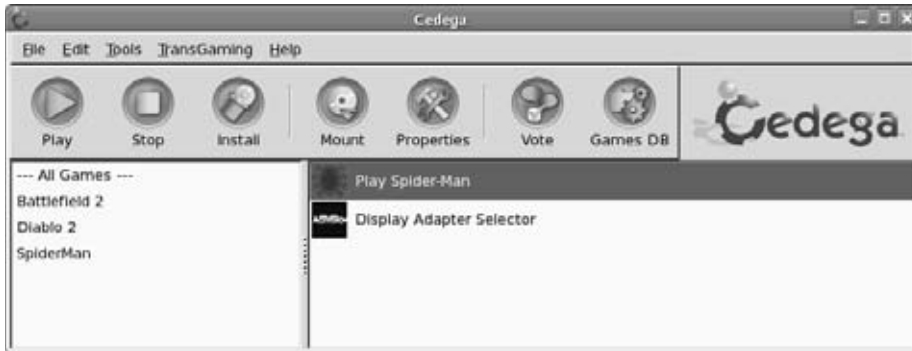 Cedega
File Edit Tools TransGaming Help
Play Stop Install Mount Properties Vote Games DB
Cedega
--- All Games ---
Battlefield 2
Diablo 2
SpiderMan
Play Spider-Man
Display Adapter Selector